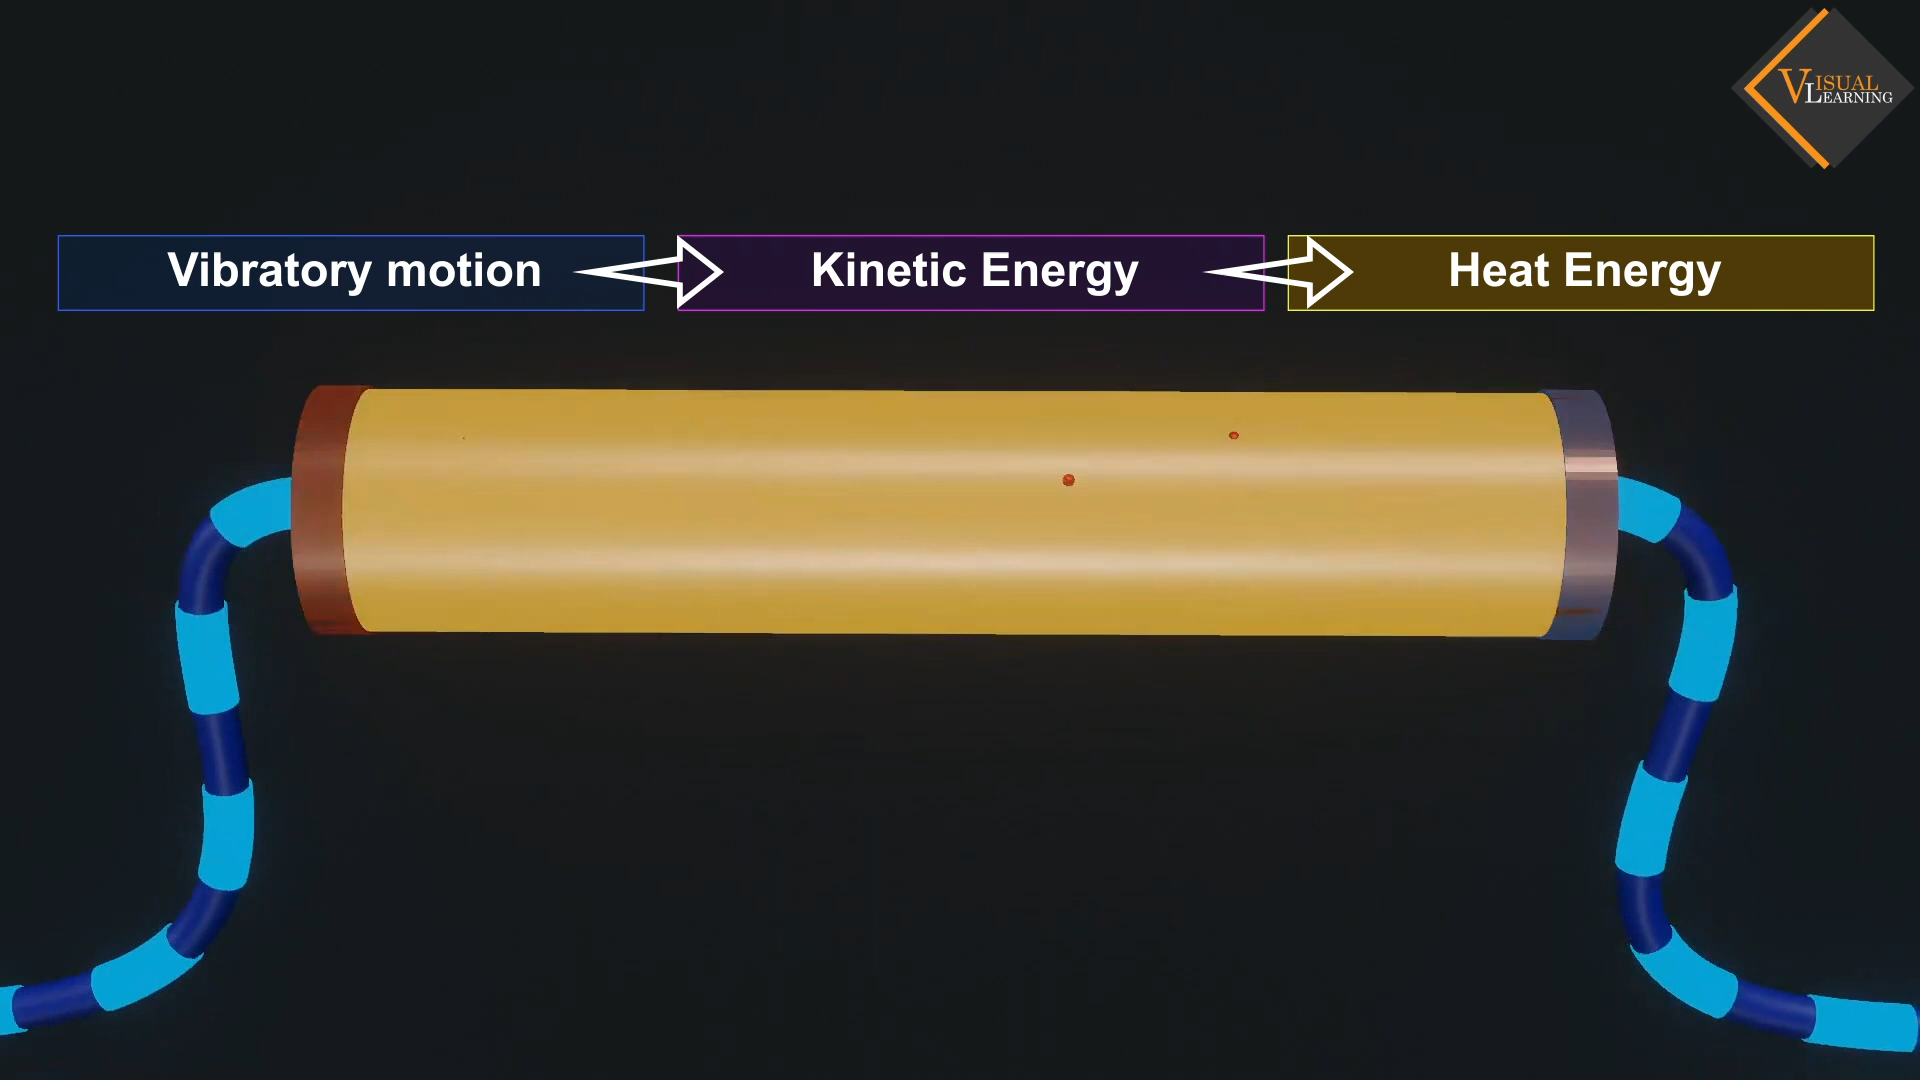 VISUAL
LEARNING
Vibratory motion
Kinetic Energy
Heat Energy